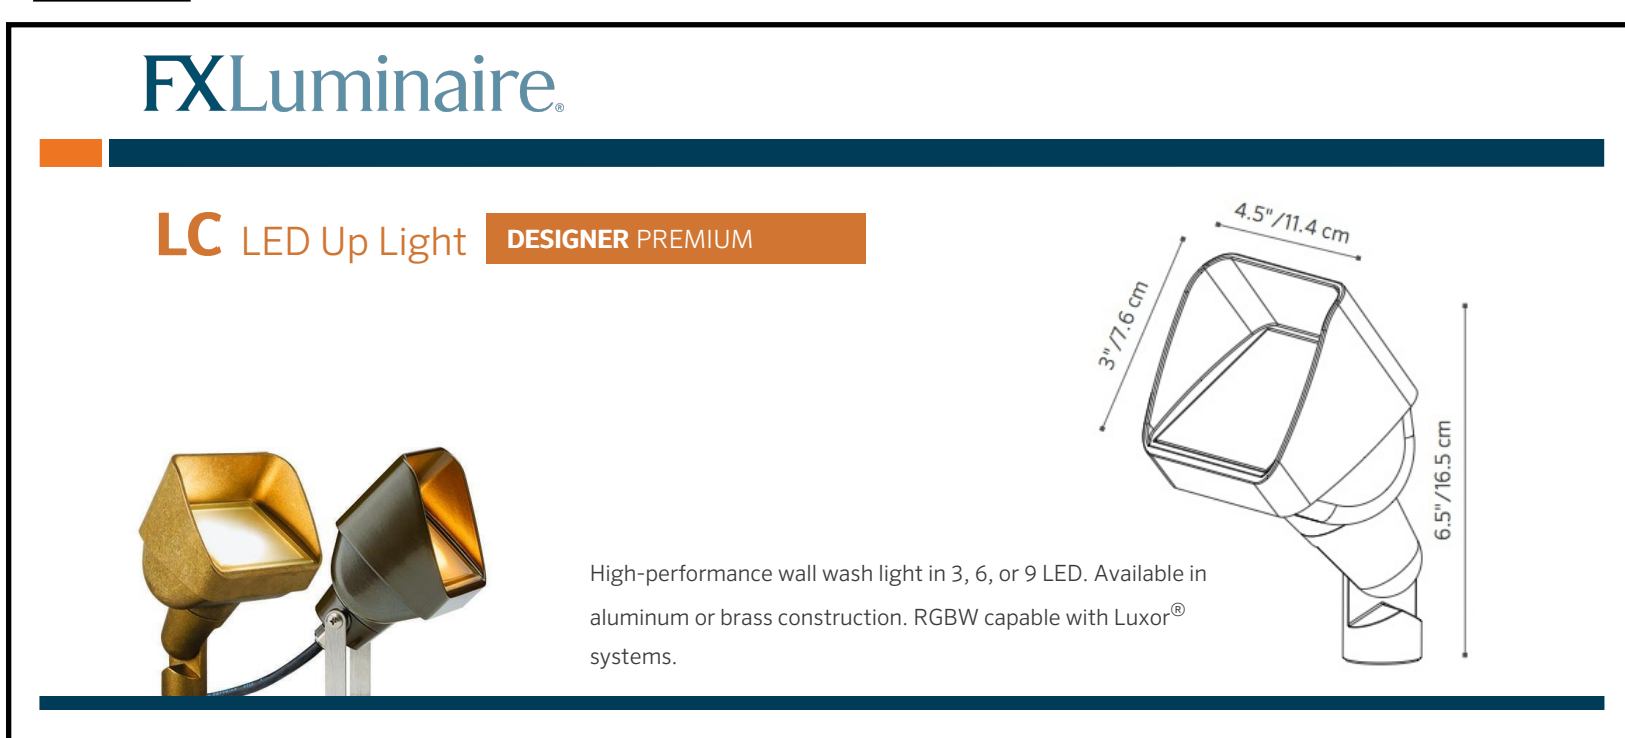 FXLuminaire®
LC LED Up Light DESIGNER PREMIUM
4.5"/11.4 cm
3"/7.6 cm
6.5"/16.5 cm
High-performance wall wash light in 3, 6, or 9 LED. Available in
aluminum or brass construction. RGBW capable with Luxor®
systems.